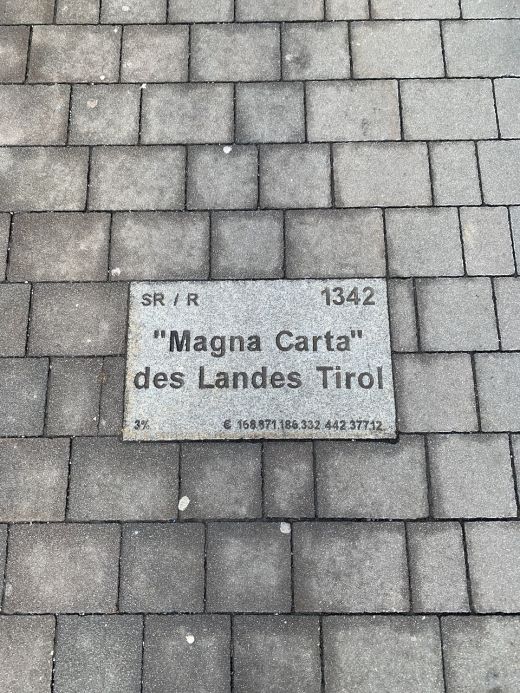 SR / R 1342
"Magna Carta"
des Landes Tirol
3% € 168.871.186.332.442.377,12